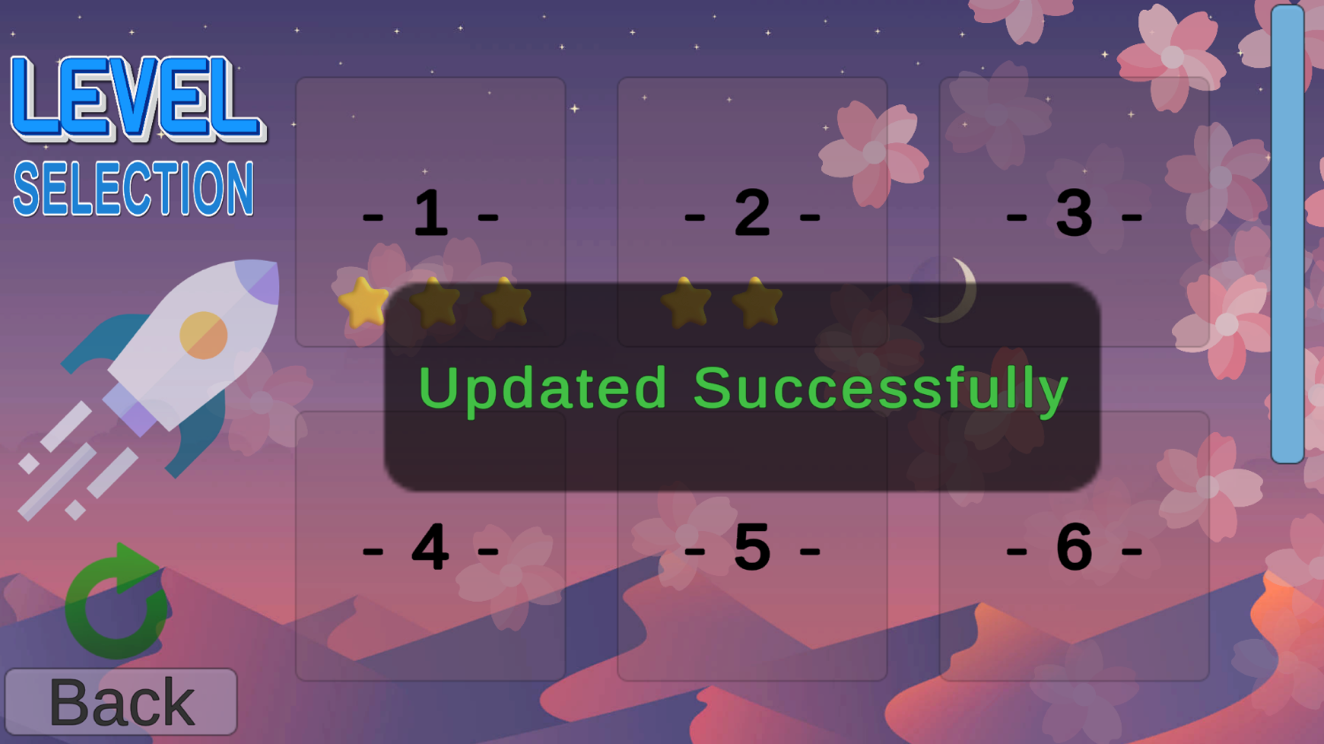 LEVEL
SELECTION
- 1 -
- 2 -
- 3 -
Updated Successfully
- 4 -
- 5 -
- 6 -
Back